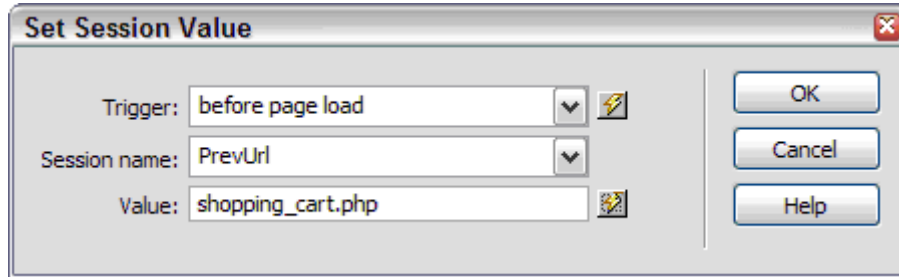 Set Session Value
Trigger: before page load
OK
Session name: PrevUrl
Cancel
Value: shopping_cart.php
Help